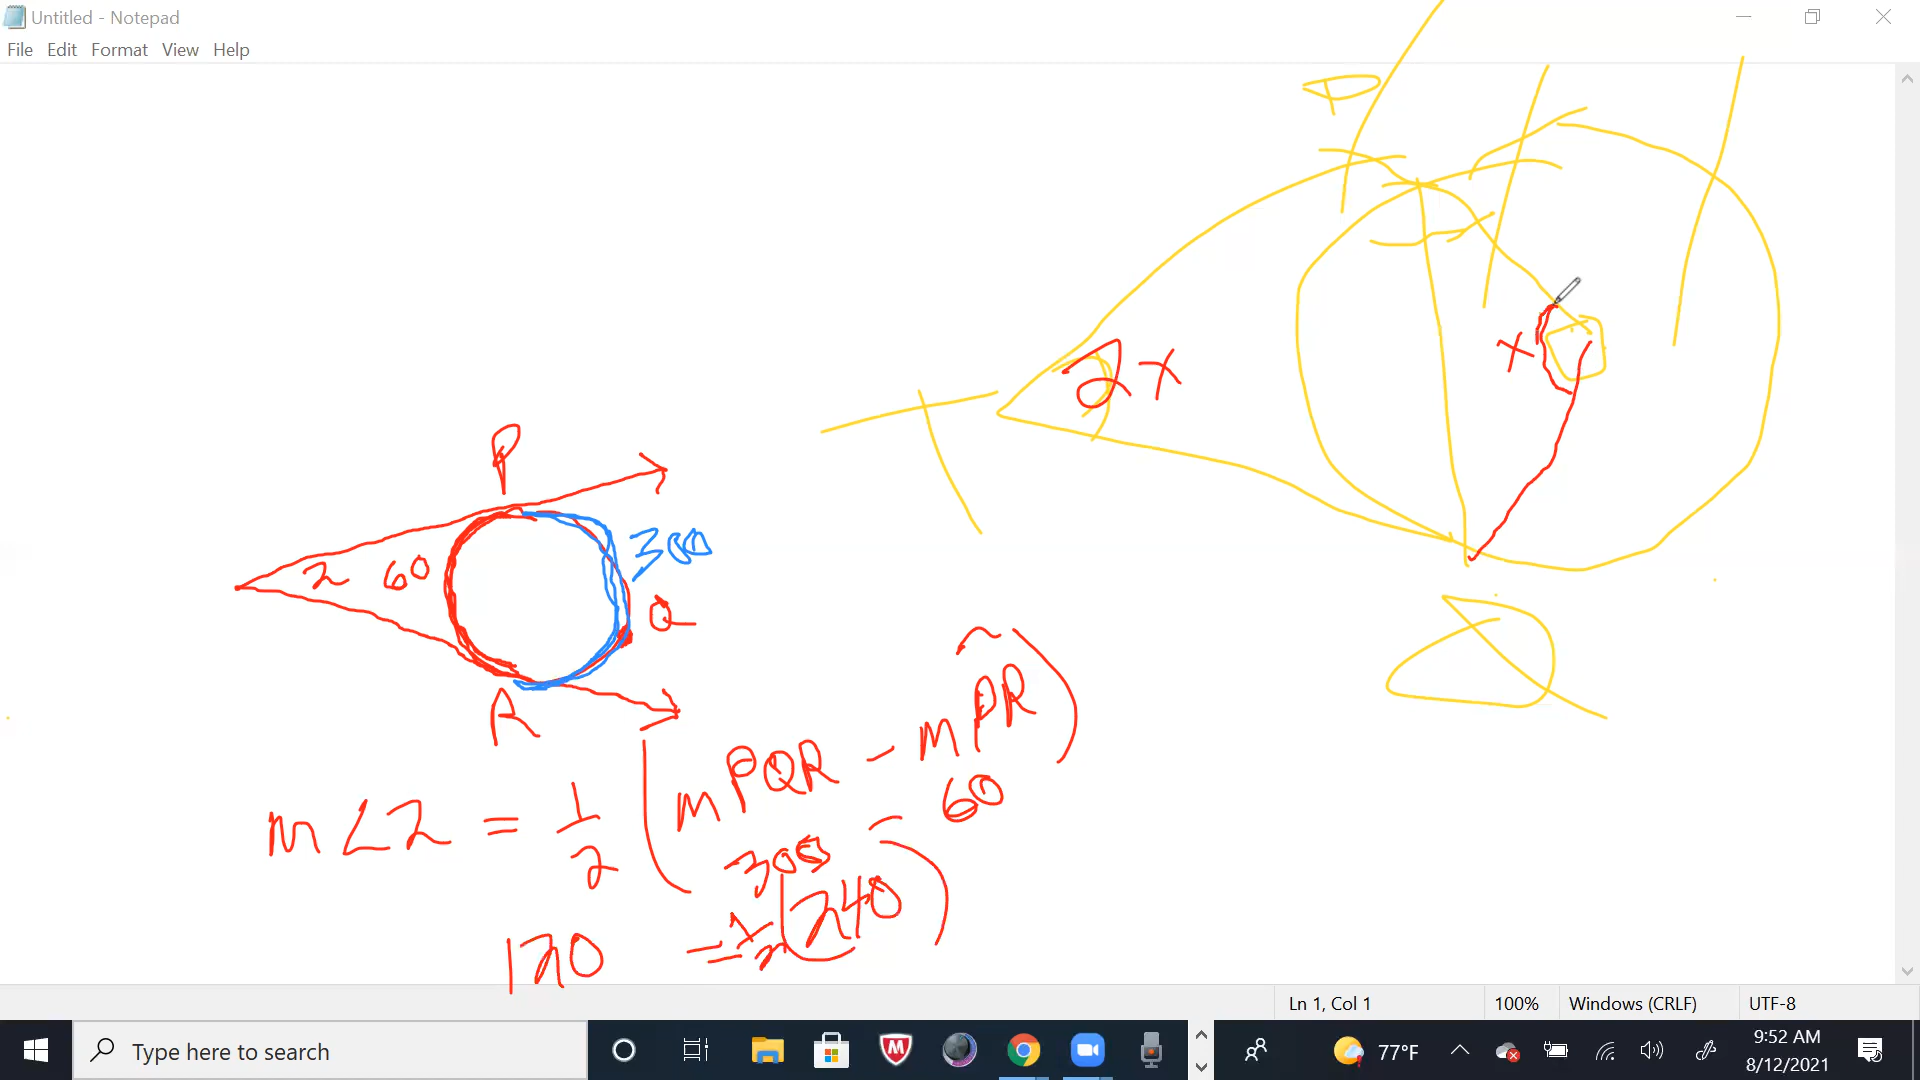 Untitled - Notepad
File Edit Format View Help
P
2x
x
T
P
2 60
300
Q
R
m∠2 = 1/2 (mPQR - mPR)
300 - 60
= 1/2 (240)
120
Ln 1, Col 1 100% Windows (CRLF) UTF-8
Type here to search
77°F
9:52 AM
8/12/2021